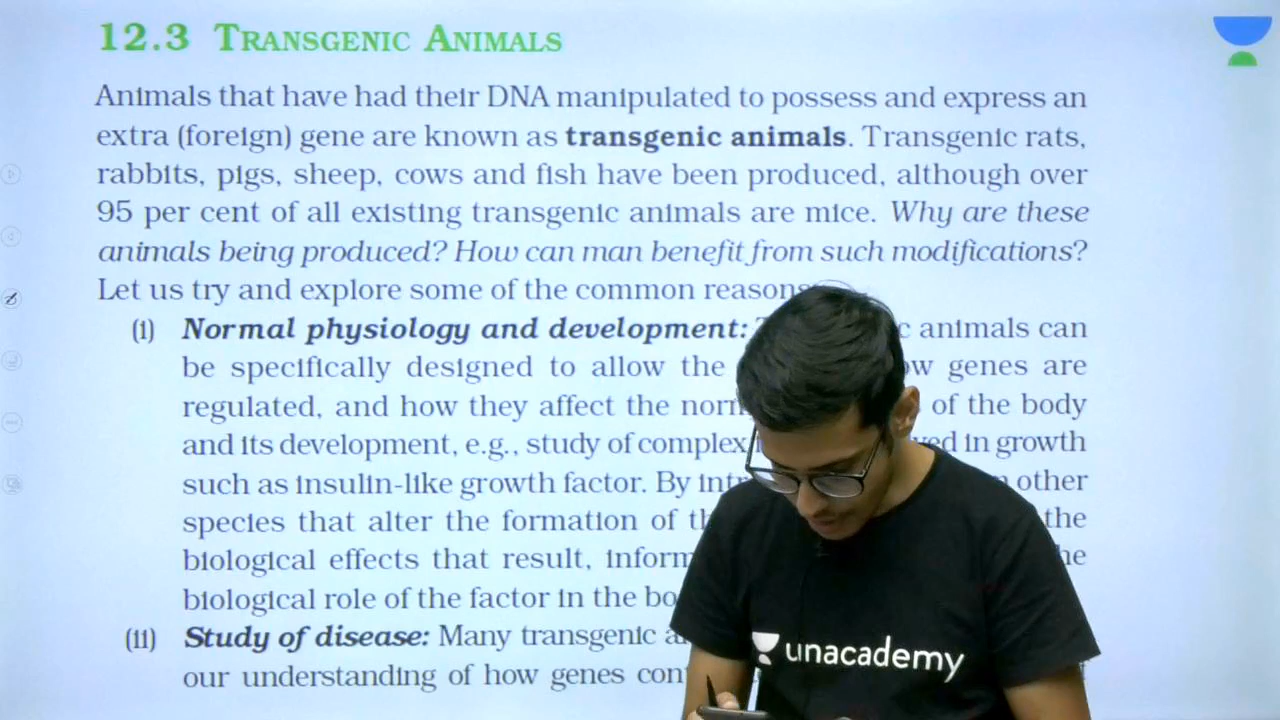 12.3 TRANSGENIC ANIMALS
Animals that have had their DNA manipulated to possess and express an
extra (foreign) gene are known as transgenic animals. Transgenic rats,
rabbits, pigs, sheep, cows and fish have been produced, although over
95 per cent of all existing transgenic animals are mice. Why are these
animals being produced? How can man benefit from such modifications?
Let us try and explore some of the common reasons
(i) Normal physiology and development: animals can
be specifically designed to allow the genes are
regulated, and how they affect the of the body
and its development, e.g., study of complex in growth
such as insulin-like growth factor. By other
species that alter the formation of the
biological effects that result,
biological role of the factor in the
(ii) Study of disease: Many transgenic
our understanding of how genes
unacademy